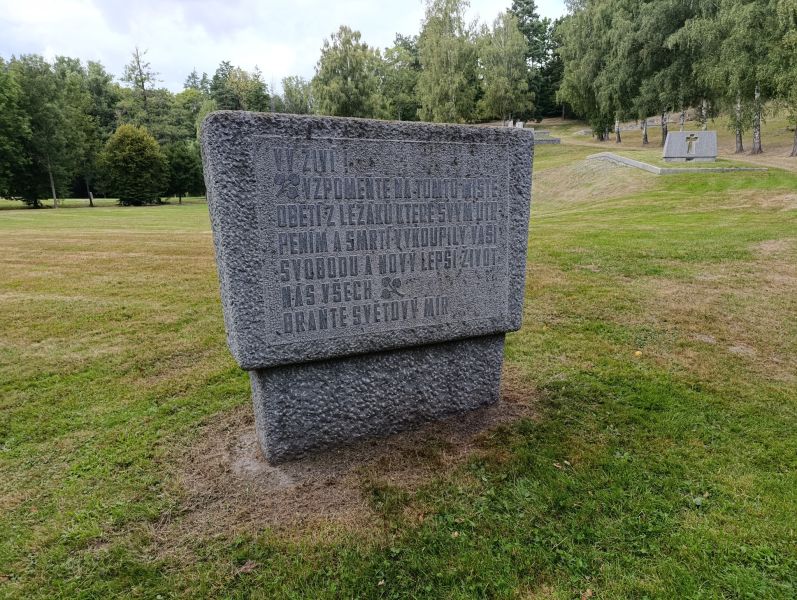 VY ŽIVÍ
VZPOMEŇTE NA TOMTO MÍSTĚ
OBĚTÍ Z LEŽÁKŮ KTERÉ SVÝM UTR
PENÍM A SMRTÍ VYKOUPILY VAŠI
SVOBODU A NOVÝ LEPŠÍ ŽIVOT
NÁS VŠECH
BRAŇTE SVĚTOVÝ MÍR